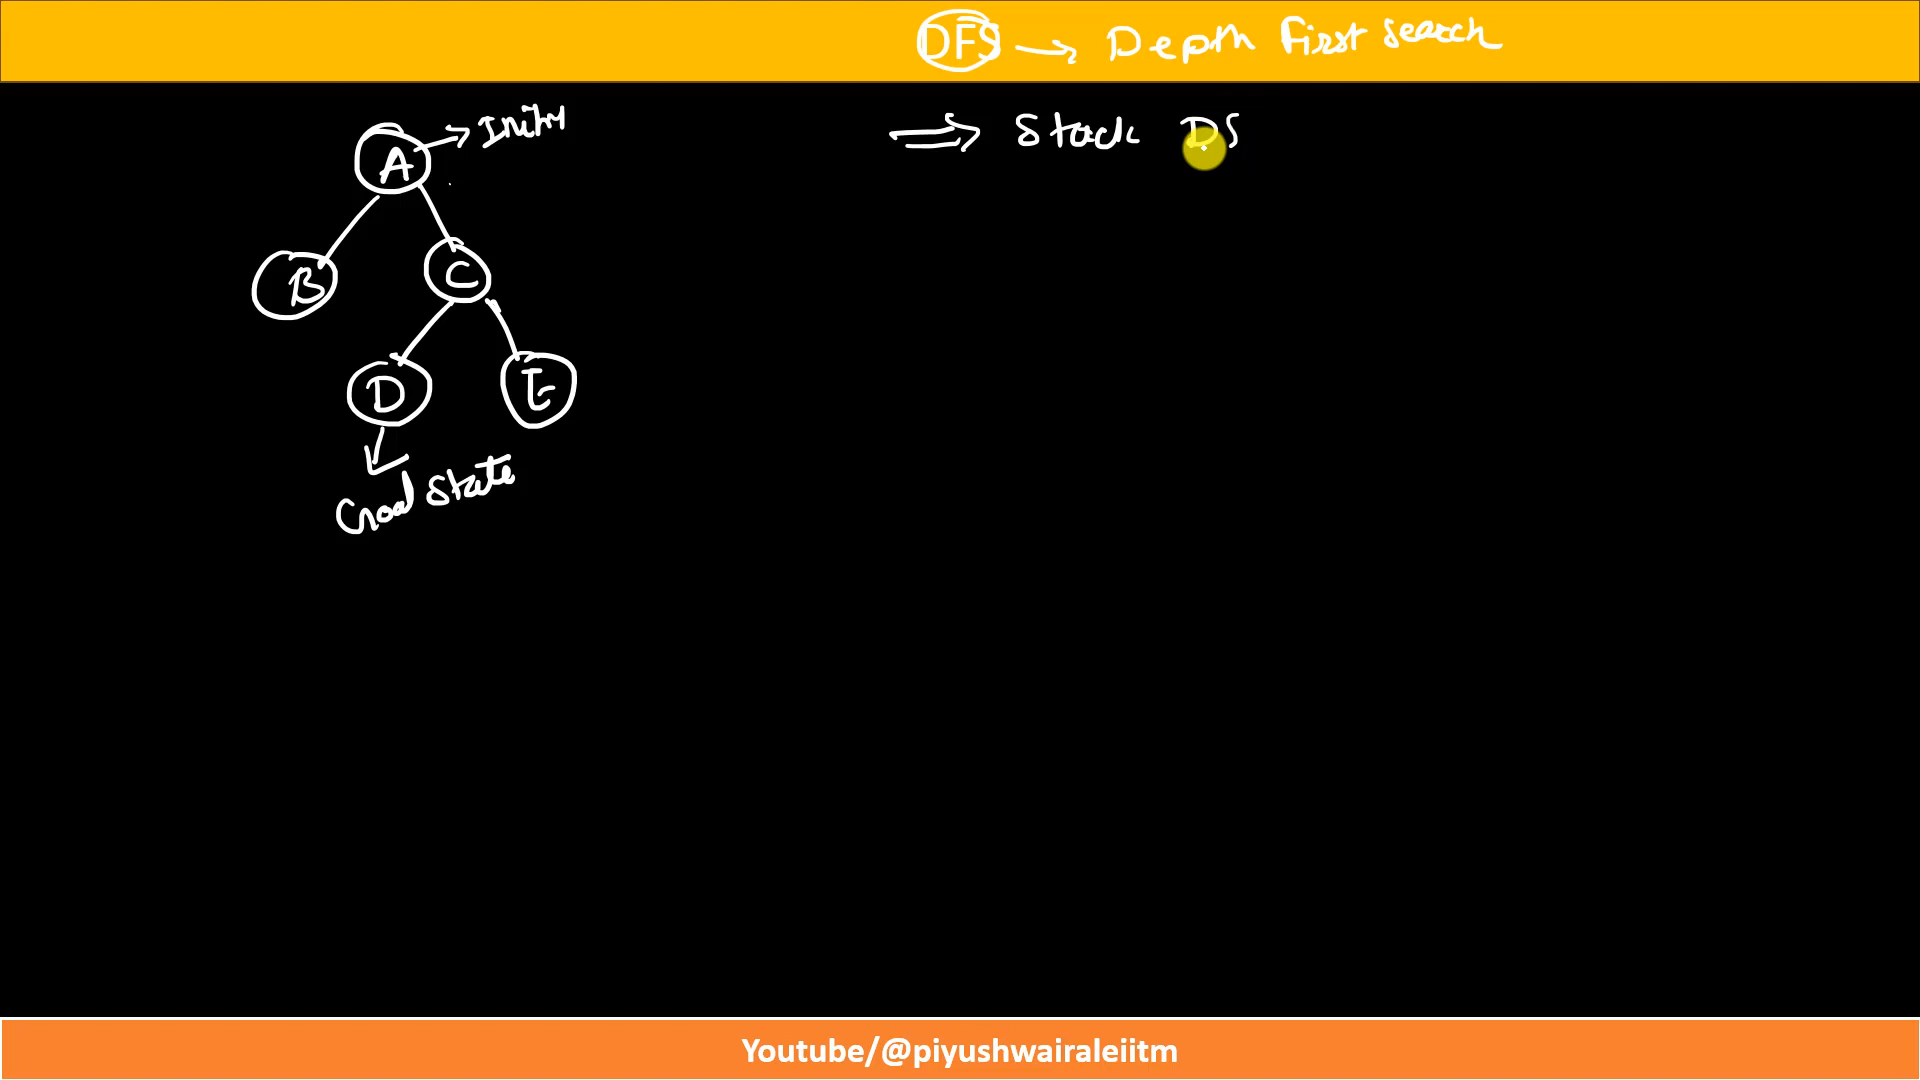 DFS → Depth First Search
A → Initial
⇒ Stack DS
B
C
D
E
Goal State
Youtube/@piyushwairaleiitm